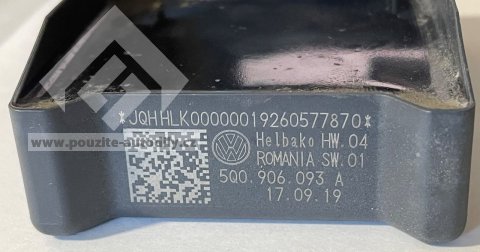 *JQHHLK00000019260577870*
Helbako HW.04
ROMANIA SW.01
5Q0.906.093 A
17.09.19
www.pouzite-autodily.cz